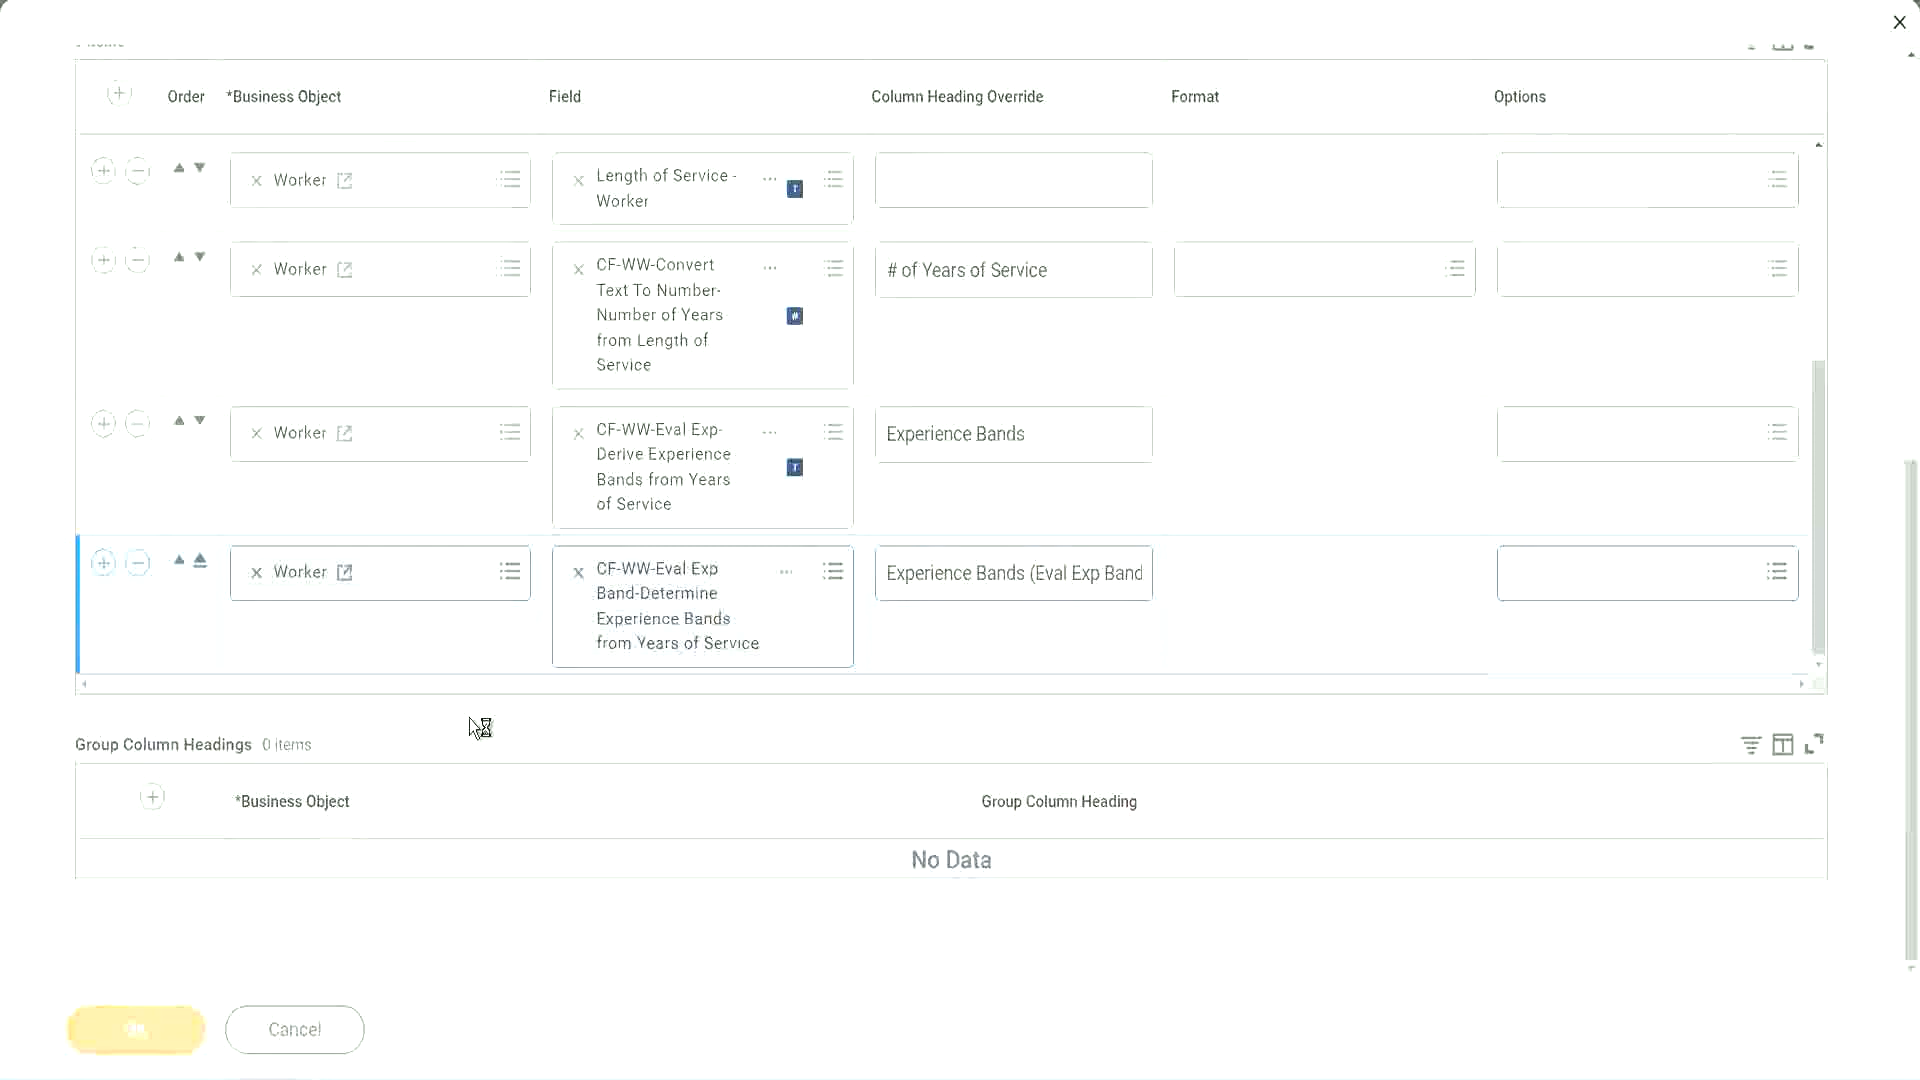 Order *Business Object Field Column Heading Override Format Options
Worker
Length of Service -
Worker
T
Worker
CF-WW-Convert
Text To Number-
Number of Years
from Length of
Service
#
# of Years of Service
Worker
CF-WW-Eval Exp-
Derive Experience
Bands from Years
of Service
T
Experience Bands
Worker
CF-WW-Eval Exp
Band-Determine
Experience Bands
from Years of Service
Experience Bands (Eval Exp Band
Group Column Headings 0 items
*Business Object Group Column Heading
No Data
Cancel